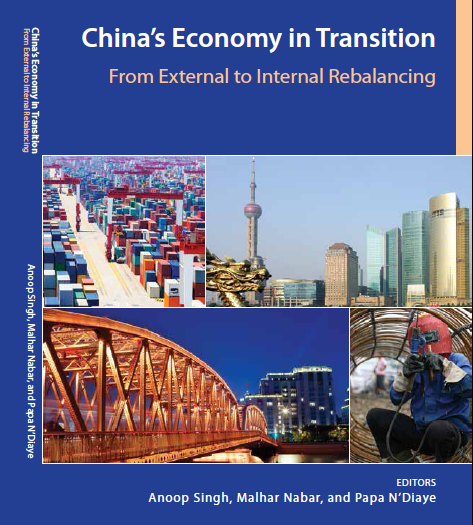 China's Economy in Transition
From External to Internal Rebalancing
China's Economy in Transition
From External to Internal Rebalancing
Anoop Singh, Malhar Nabar, and Papa N'Diaye
EDITORS
Anoop Singh, Malhar Nabar, and Papa N'Diaye